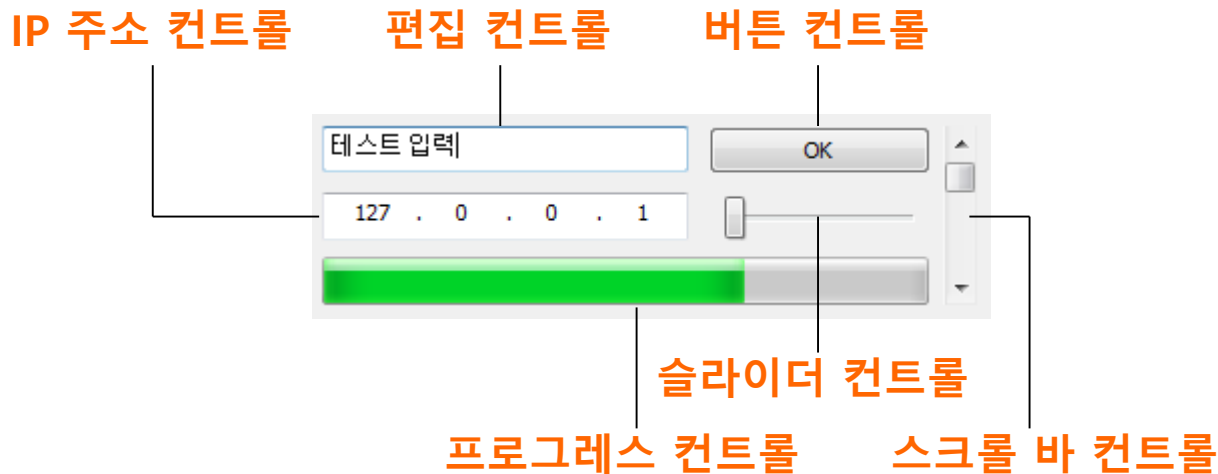 IP 주소 컨트롤 편집 컨트롤 버튼 컨트롤
테스트 입력 OK
127 . 0 . 0 . 1
슬라이더 컨트롤
프로그레스 컨트롤 스크롤 바 컨트롤